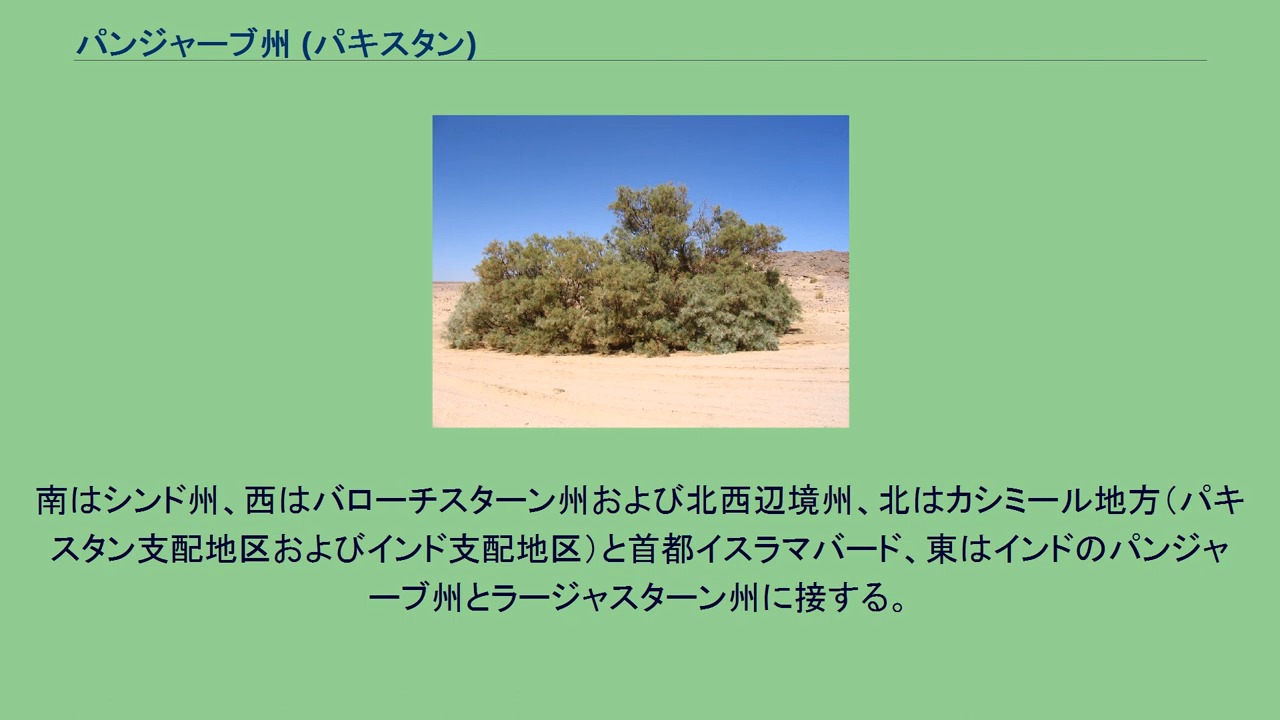 パンジャーブ州 (パキスタン)
南はシンド州、西はバローチスターン州および北西辺境州、北はカシミール地方（パキ
スタン支配地区およびインド支配地区）と首都イスラマバード、東はインドのパンジャ
ーブ州とラージャスターン州に接する。